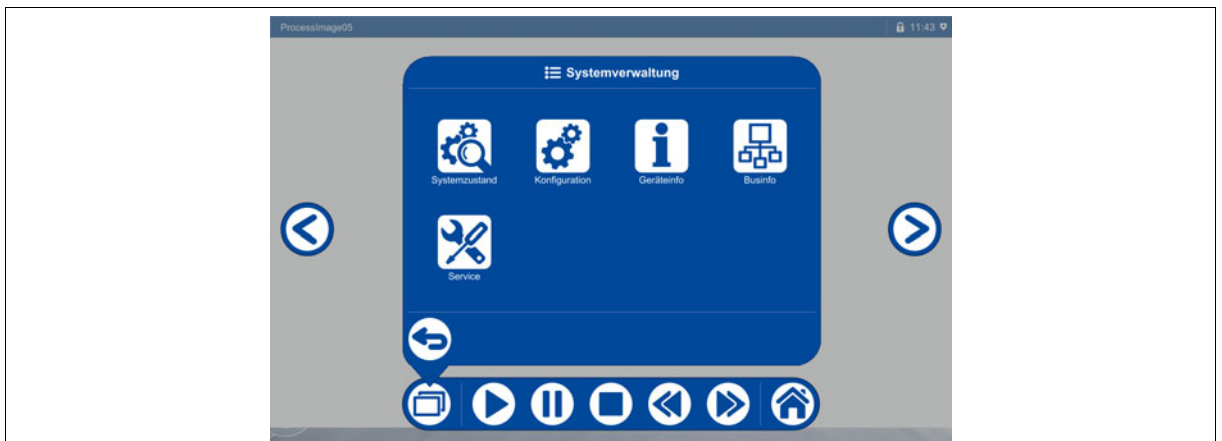 ProcessImage05
11:43
Systemverwaltung
Systemzustand
Konfiguration
Geräteinfo
Businfo
Service